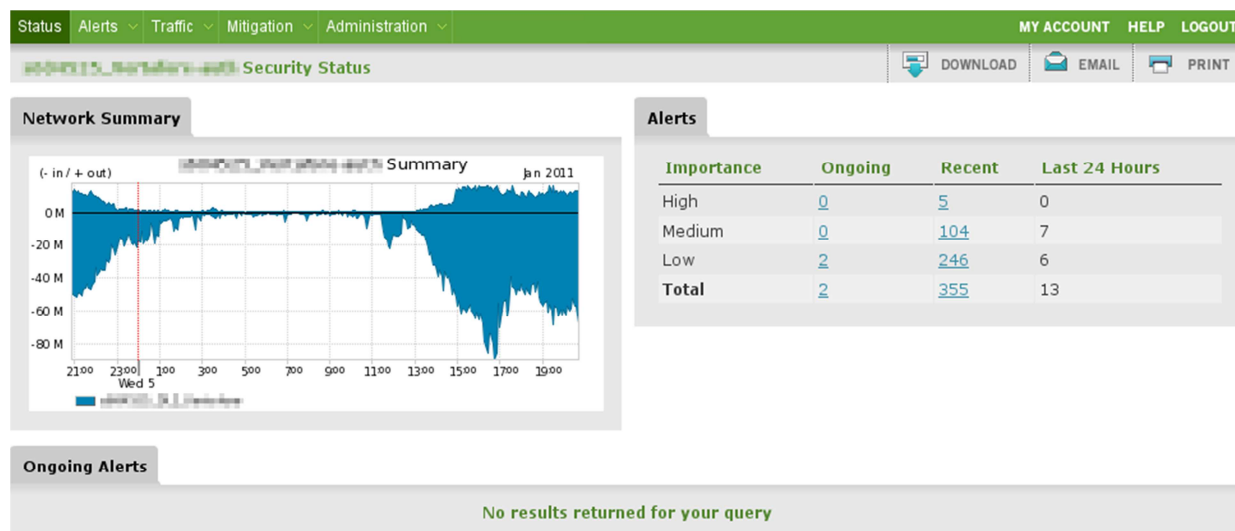 Status Alerts Traffic Mitigation Administration MY ACCOUNT HELP LOGOUT
Security Status DOWNLOAD EMAIL PRINT
Network Summary
Summary
(- in / + out) Jan 2011
0 M
-20 M
-40 M
-60 M
-80 M
21:00 23:00 1:00 3:00 5:00 7:00 9:00 11:00 13:00 15:00 17:00 19:00
Wed 5
Alerts
Importance Ongoing Recent Last 24 Hours
High 0 5 0
Medium 0 104 7
Low 2 246 6
Total 2 355 13
Ongoing Alerts
No results returned for your query